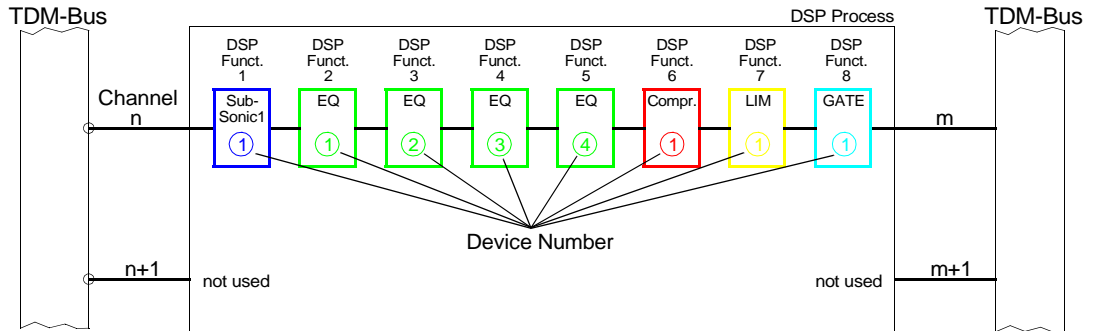 TDM-Bus
DSP Process
TDM-Bus
DSP
Funct.
1
DSP
Funct.
2
DSP
Funct.
3
DSP
Funct.
4
DSP
Funct.
5
DSP
Funct.
6
DSP
Funct.
7
DSP
Funct.
8
Channel
n
Sub-
Sonic1
1
EQ
1
EQ
2
EQ
3
EQ
4
Compr.
1
LIM
1
GATE
1
m
Device Number
n+1
not used
not used
m+1